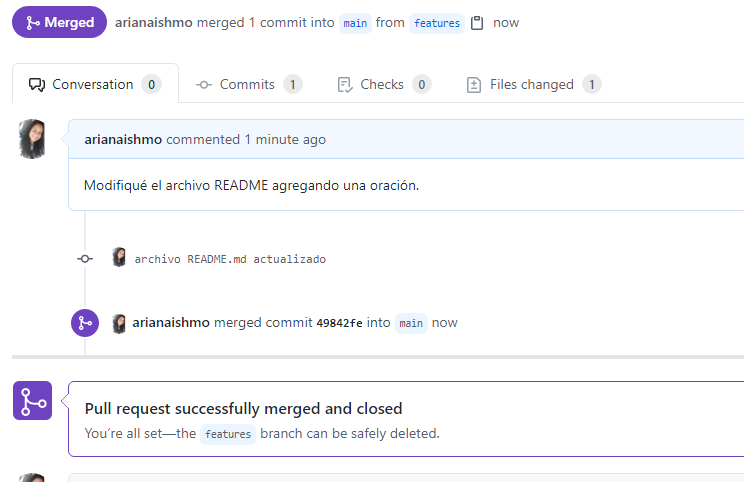 Merged arianaishmo merged 1 commit into main from features now
Conversation 0 Commits 1 Checks 0 Files changed 1
arianaishmo commented 1 minute ago
Modifiqué el archivo README agregando una oración.
archivo README.md actualizado
arianaishmo merged commit 49842fe into main now
Pull request successfully merged and closed
You're all set—the features branch can be safely deleted.